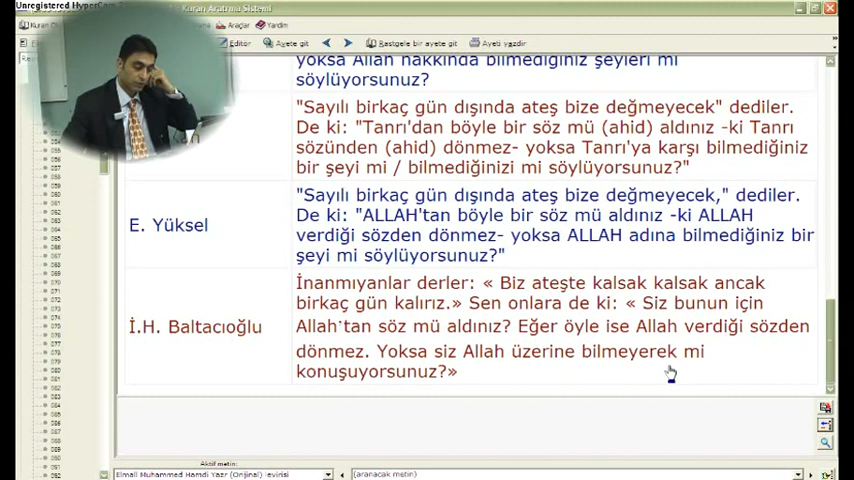 Unregistered HyperCam
Kuran Araştırma Sistemi
Araçlar
Yardım
Editor
Ayete git
Rastgele bir ayete git
Ayeti yazdır
yoksa Allah hakkında bilmediğiniz şeyleri mi
söylüyorsunuz?
"Sayılı birkaç gün dışında ateş bize değmeyecek" dediler.
De ki: "Tanrı'dan böyle bir söz mü (ahid) aldınız -ki Tanrı
sözünden (ahid) dönmez- yoksa Tanrı'ya karşı bilmediğiniz
bir şeyi mi / bilmediğinizi mi söylüyorsunuz?"
E. Yüksel
"Sayılı birkaç gün dışında ateş bize değmeyecek," dediler.
De ki: "ALLAH'tan böyle bir söz mü aldınız -ki ALLAH
verdiği sözden dönmez- yoksa ALLAH adına bilmediğiniz bir
şeyi mi söylüyorsunuz?"
İ.H. Baltacıoğlu
İnanmıyanlar derler: « Biz ateşte kalsak kalsak ancak
birkaç gün kalırız.» Sen onlara de ki: « Siz bunun için
Allah'tan söz mü aldınız? Eğer öyle ise Allah verdiği sözden
dönmez. Yoksa siz Allah üzerine bilmeyerek mi
konuşuyorsunuz?»
Aktif metin:
Elmalı Muhammed Hamdi Yazır (Orijinal) Tevirisi
(aranacak metin)